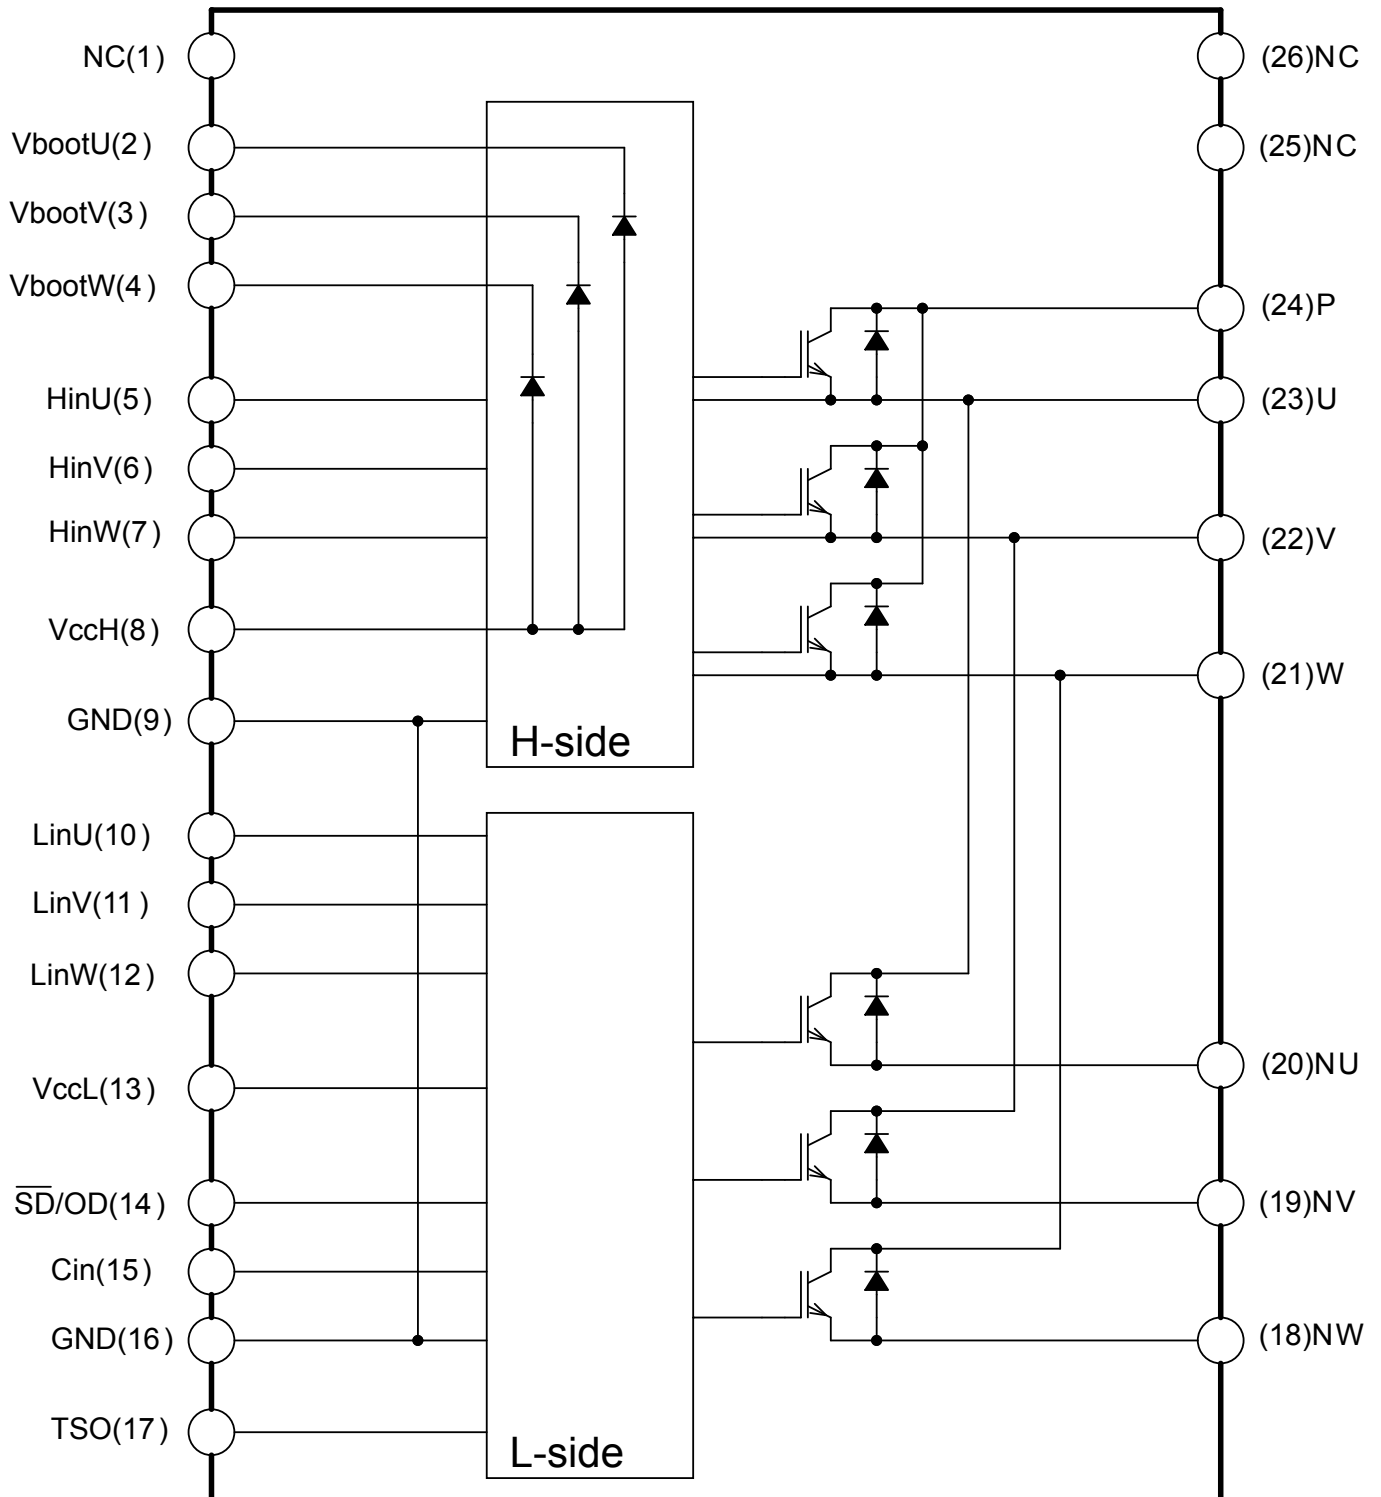 NC(1)
VbootU(2)
VbootV(3)
VbootW(4)
HinU(5)
HinV(6)
HinW(7)
VccH(8)
GND(9)
LinU(10)
LinV(11)
LinW(12)
VccL(13)
S̅D̅/OD(14)
Cin(15)
GND(16)
TSO(17)
H-side
L-side
(26)NC
(25)NC
(24)P
(23)U
(22)V
(21)W
(20)NU
(19)NV
(18)NW